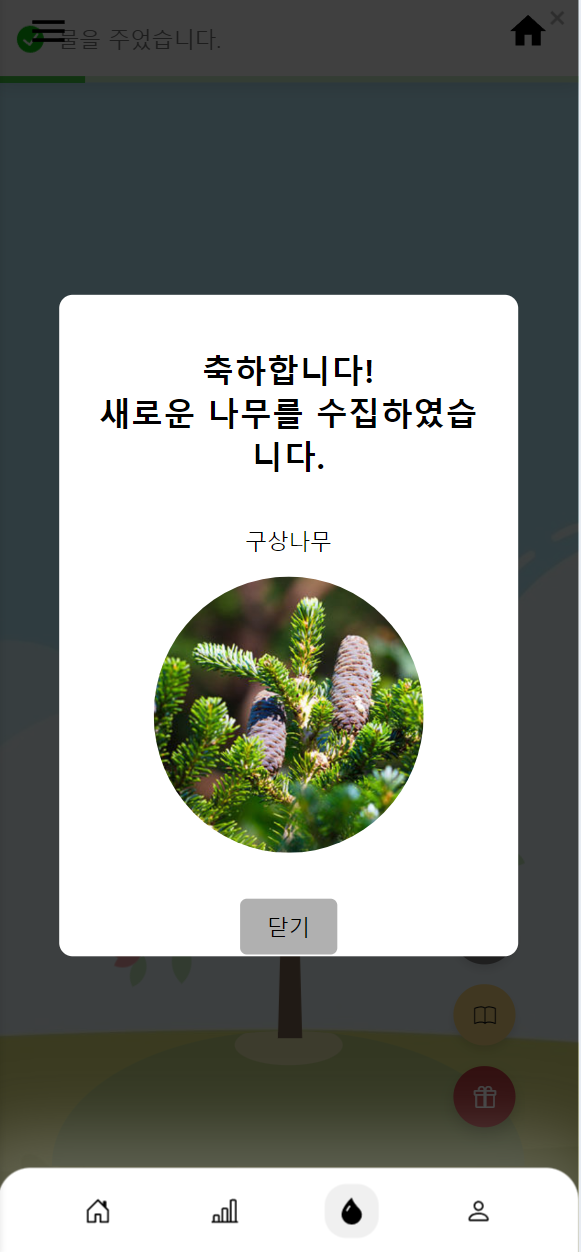 물을 주었습니다.
축하합니다!
새로운 나무를 수집하였습
니다.
구상나무
닫기